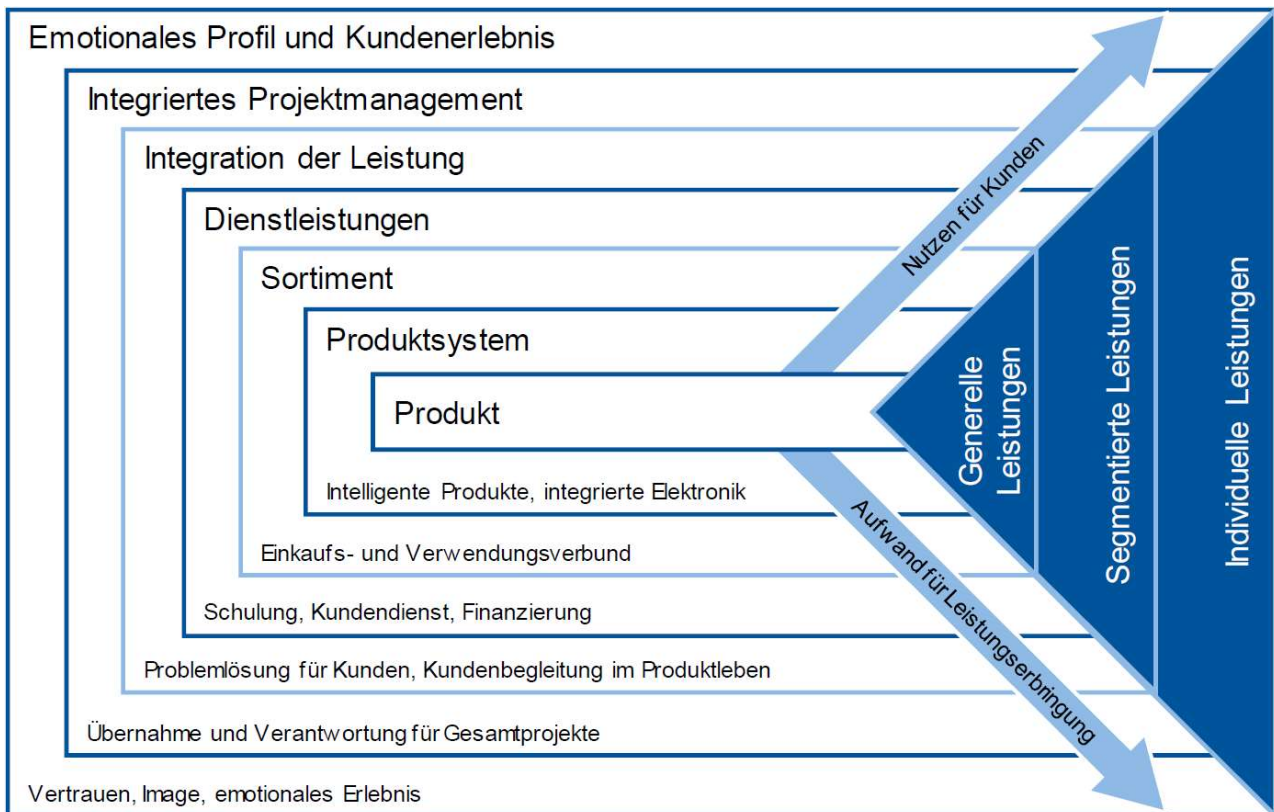 Emotionales Profil und Kundenerlebnis
Integriertes Projektmanagement
Integration der Leistung
Dienstleistungen
Sortiment
Produktsystem
Produkt
Intelligente Produkte, integrierte Elektronik
Einkaufs- und Verwendungsverbund
Schulung, Kundendienst, Finanzierung
Problemlösung für Kunden, Kundenbegleitung im Produktleben
Übernahme und Verantwortung für Gesamtprojekte
Vertrauen, Image, emotionales Erlebnis
Nutzen für Kunden
Aufwand für Leistungserbringung
Generelle
Leistungen
Segmentierte Leistungen
Individuelle Leistungen